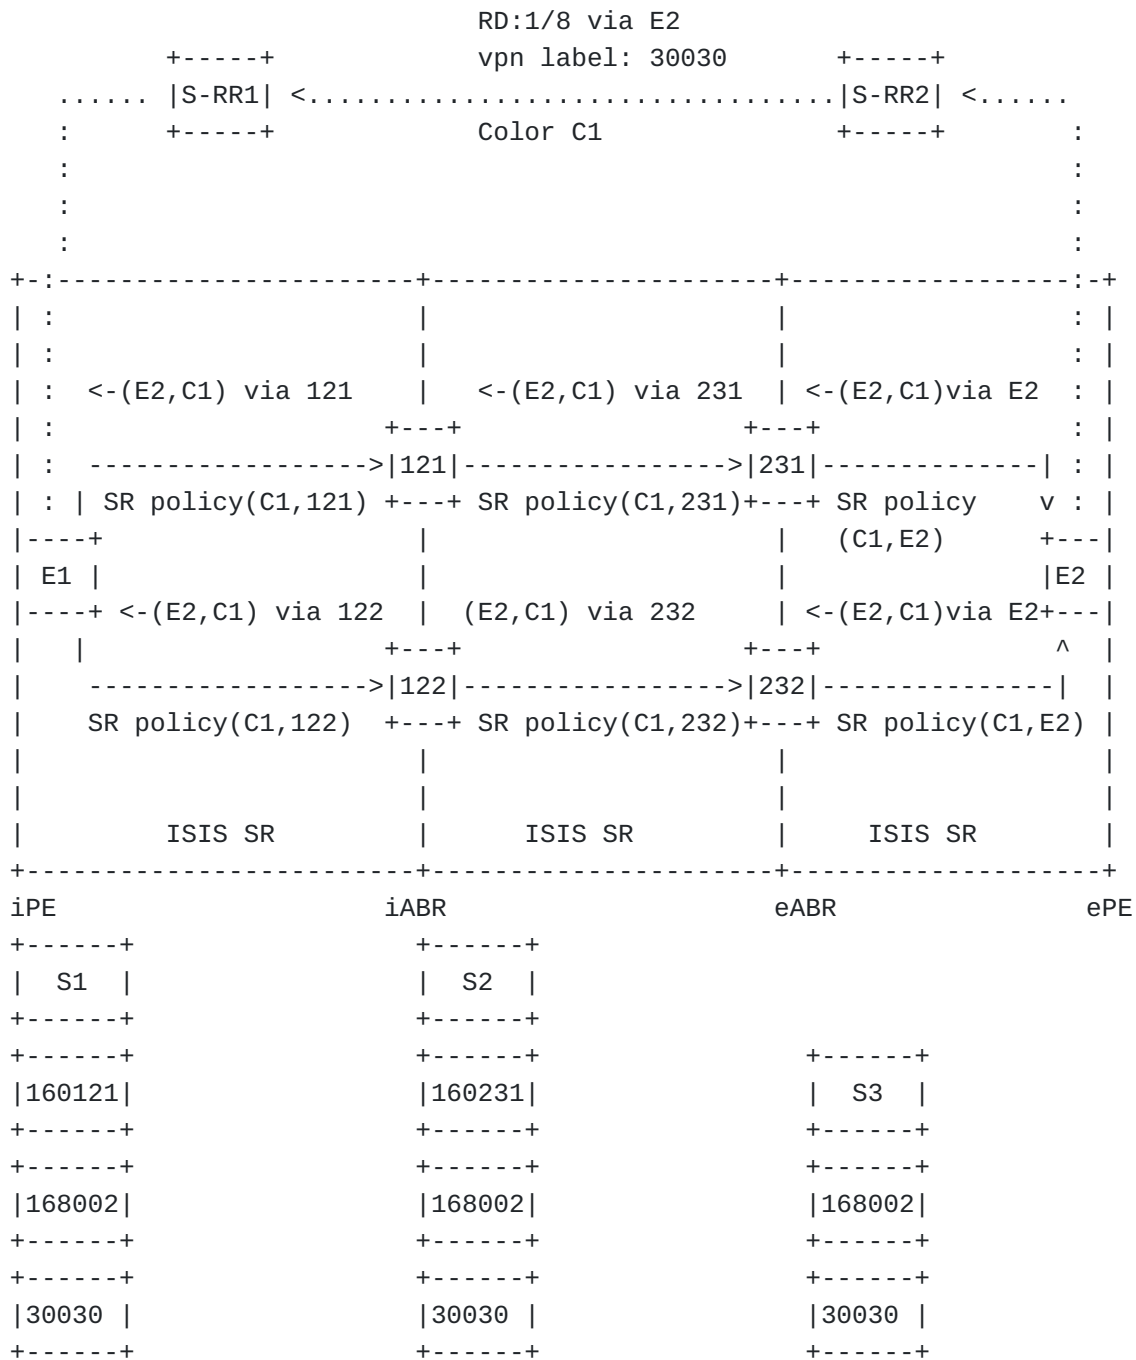 RD:1/8 via E2
          +-----+             vpn label: 30030       +-----+
   ...... |S-RR1| <..................................|S-RR2| <.......
   :      +-----+             Color C1               +-----+        :
   :                                                                :
   :                                                                :
   :                                                                :
+-:-----------------------+----------------------+------------------:-+
| :                       |                      |                  : |
| :                       |                      |                  : |
| :  <-(E2,C1) via 121    |   <-(E2,C1) via 231  | <-(E2,C1)via E2  : |
| :                     +---+                  +---+                : |
| :  ------------------>|121|----------------->|231|--------------| : |
| : | SR policy(C1,121) +---+ SR policy(C1,231)+---+ SR policy    v : |
|----+                    |                      |   (C1,E2)      +---|
| E1 |                    |                      |                |E2 |
|----+ <-(E2,C1) via 122  |  (E2,C1) via 232     | <-(E2,C1)via E2+---|
|   |                   +---+                  +---+               ^  |
|    ------------------>|122|----------------->|232|---------------|  |
|    SR policy(C1,122)  +---+ SR policy(C1,232)+---+ SR policy(C1,E2) |
|                         |                      |                    |
|                         |                      |                    |
|         ISIS SR         |      ISIS SR         |     ISIS SR        |
+-------------------------+----------------------+--------------------+
iPE                     iABR                     eABR                ePE
+------+                  +------+
|  S1  |                  |  S2  |
+------+                  +------+
+------+                  +------+                 +------+
|160121|                  |160231|                 |  S3  |
+------+                  +------+                 +------+
+------+                  +------+                 +------+
|168002|                  |168002|                 |168002|
+------+                  +------+                 +------+
+------+                  +------+                 +------+
|30030 |                  |30030 |                 |30030 |
+------+                  +------+                 +------+